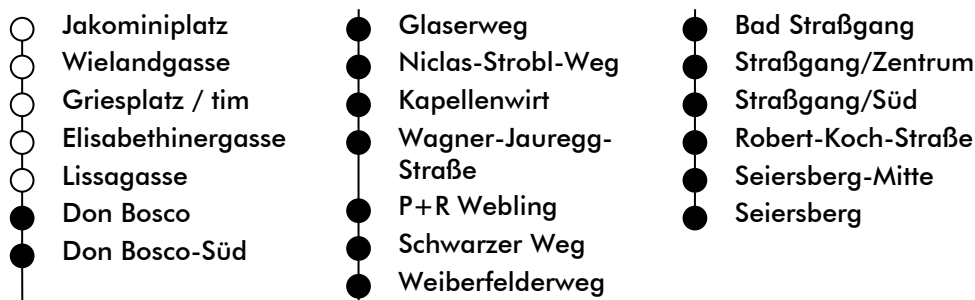 Jakominiplatz
Wielandgasse
Griesplatz / tim
Elisabethinergasse
Lissagasse
Don Bosco
Don Bosco-Süd
Glaserweg
Niclas-Strobl-Weg
Kapellenwirt
Wagner-Jauregg-
Straße
P+R Webling
Schwarzer Weg
Weiberfelderweg
Bad Straßgang
Straßgang/Zentrum
Straßgang/Süd
Robert-Koch-Straße
Seiersberg-Mitte
Seiersberg